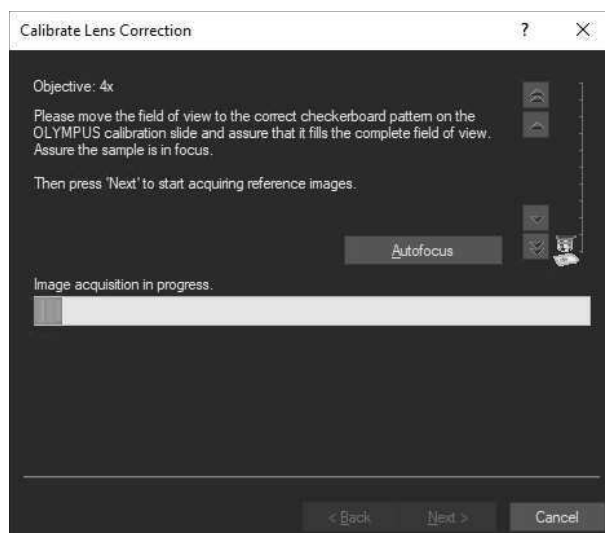 Calibrate Lens Correction
?
Objective: 4x
Please move the field of view to the correct checkerboard pattern on the
OLYMPUS calibration slide and assure that it fills the complete field of view.
Assure the sample is in focus.
Then press 'Next' to start acquiring reference images.
Autofocus
Image acquisition in progress.
< Back
Next >
Cancel